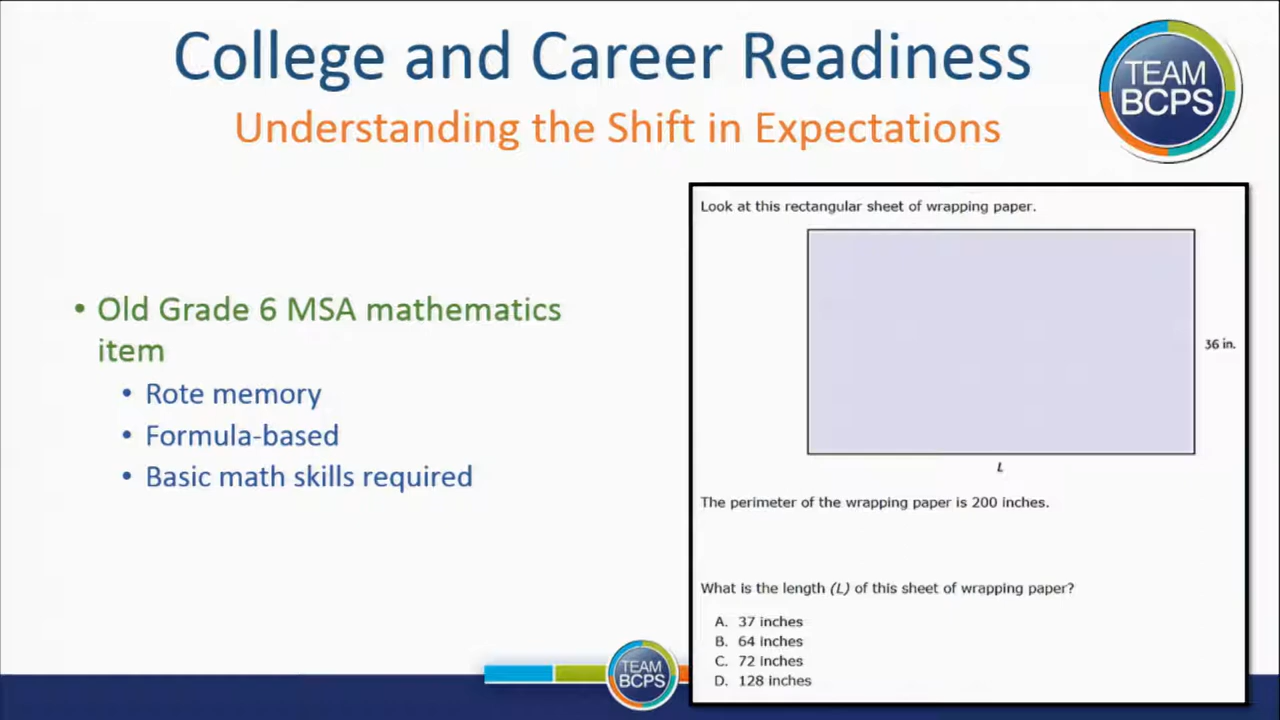 College and Career Readiness
Understanding the Shift in Expectations
TEAM
BCPS
• Old Grade 6 MSA mathematics
item
• Rote memory
• Formula-based
• Basic math skills required
Look at this rectangular sheet of wrapping paper.
36 in.
L
The perimeter of the wrapping paper is 200 inches.
What is the length (L) of this sheet of wrapping paper?
A. 37 inches
B. 64 inches
C. 72 inches
D. 128 inches
TEAM
BCPS